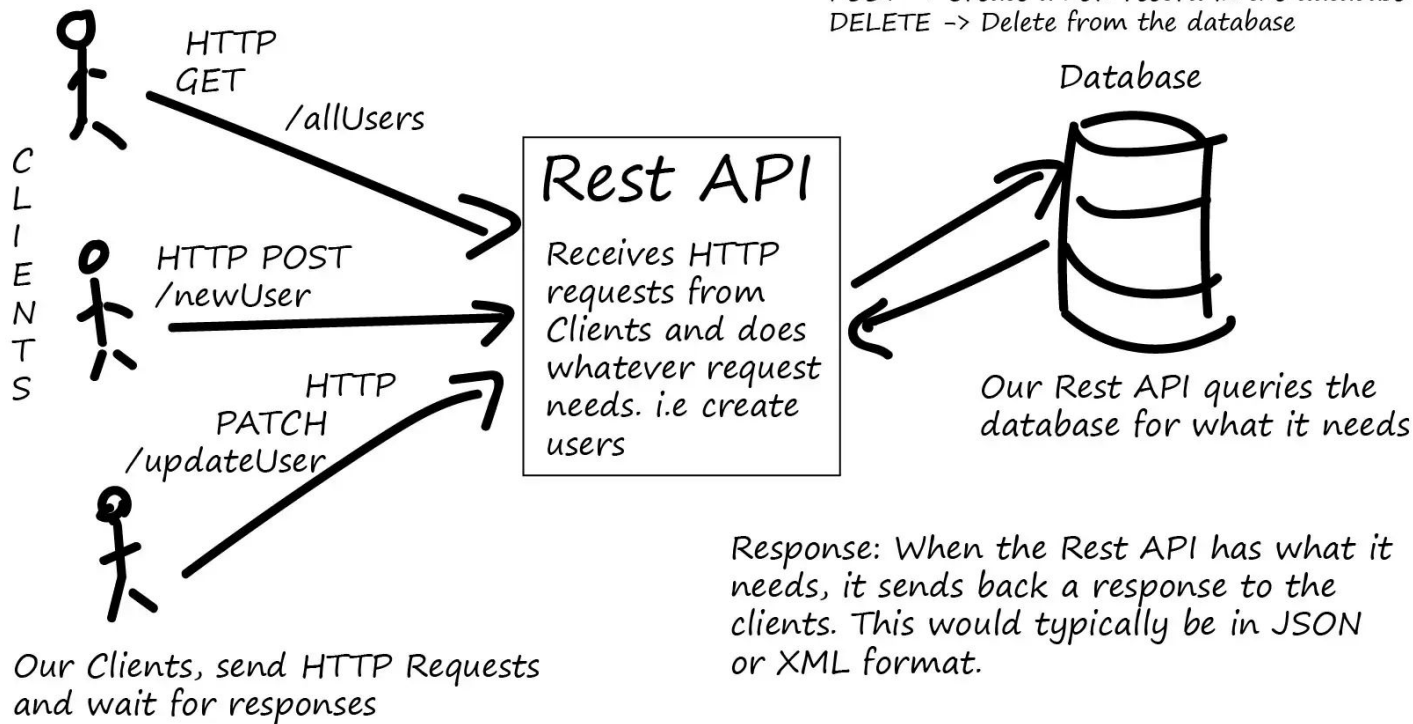 DELETE -> Delete from the database
HTTP
GET
/allUsers
CLIENTS
HTTP POST
/newUser
HTTP
PATCH
/updateUser
Our Clients, send HTTP Requests
and wait for responses
Rest API
Receives HTTP
requests from
Clients and does
whatever request
needs. i.e create
users
Database
Our Rest API queries the
database for what it needs
Response: When the Rest API has what it
needs, it sends back a response to the
clients. This would typically be in JSON
or XML format.